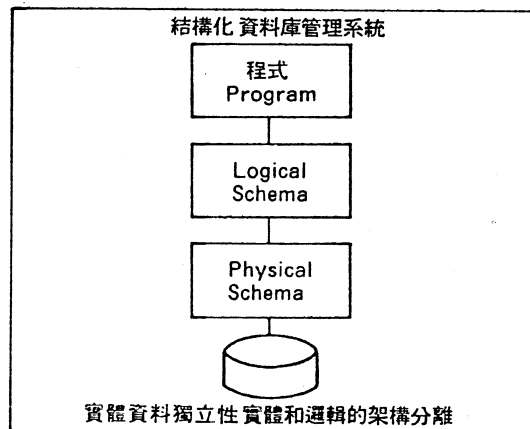 結構化 資料庫管理系統
程式
Program
Logical
Schema
Physical
Schema
實體資料獨立性 實體和邏輯的架構分離